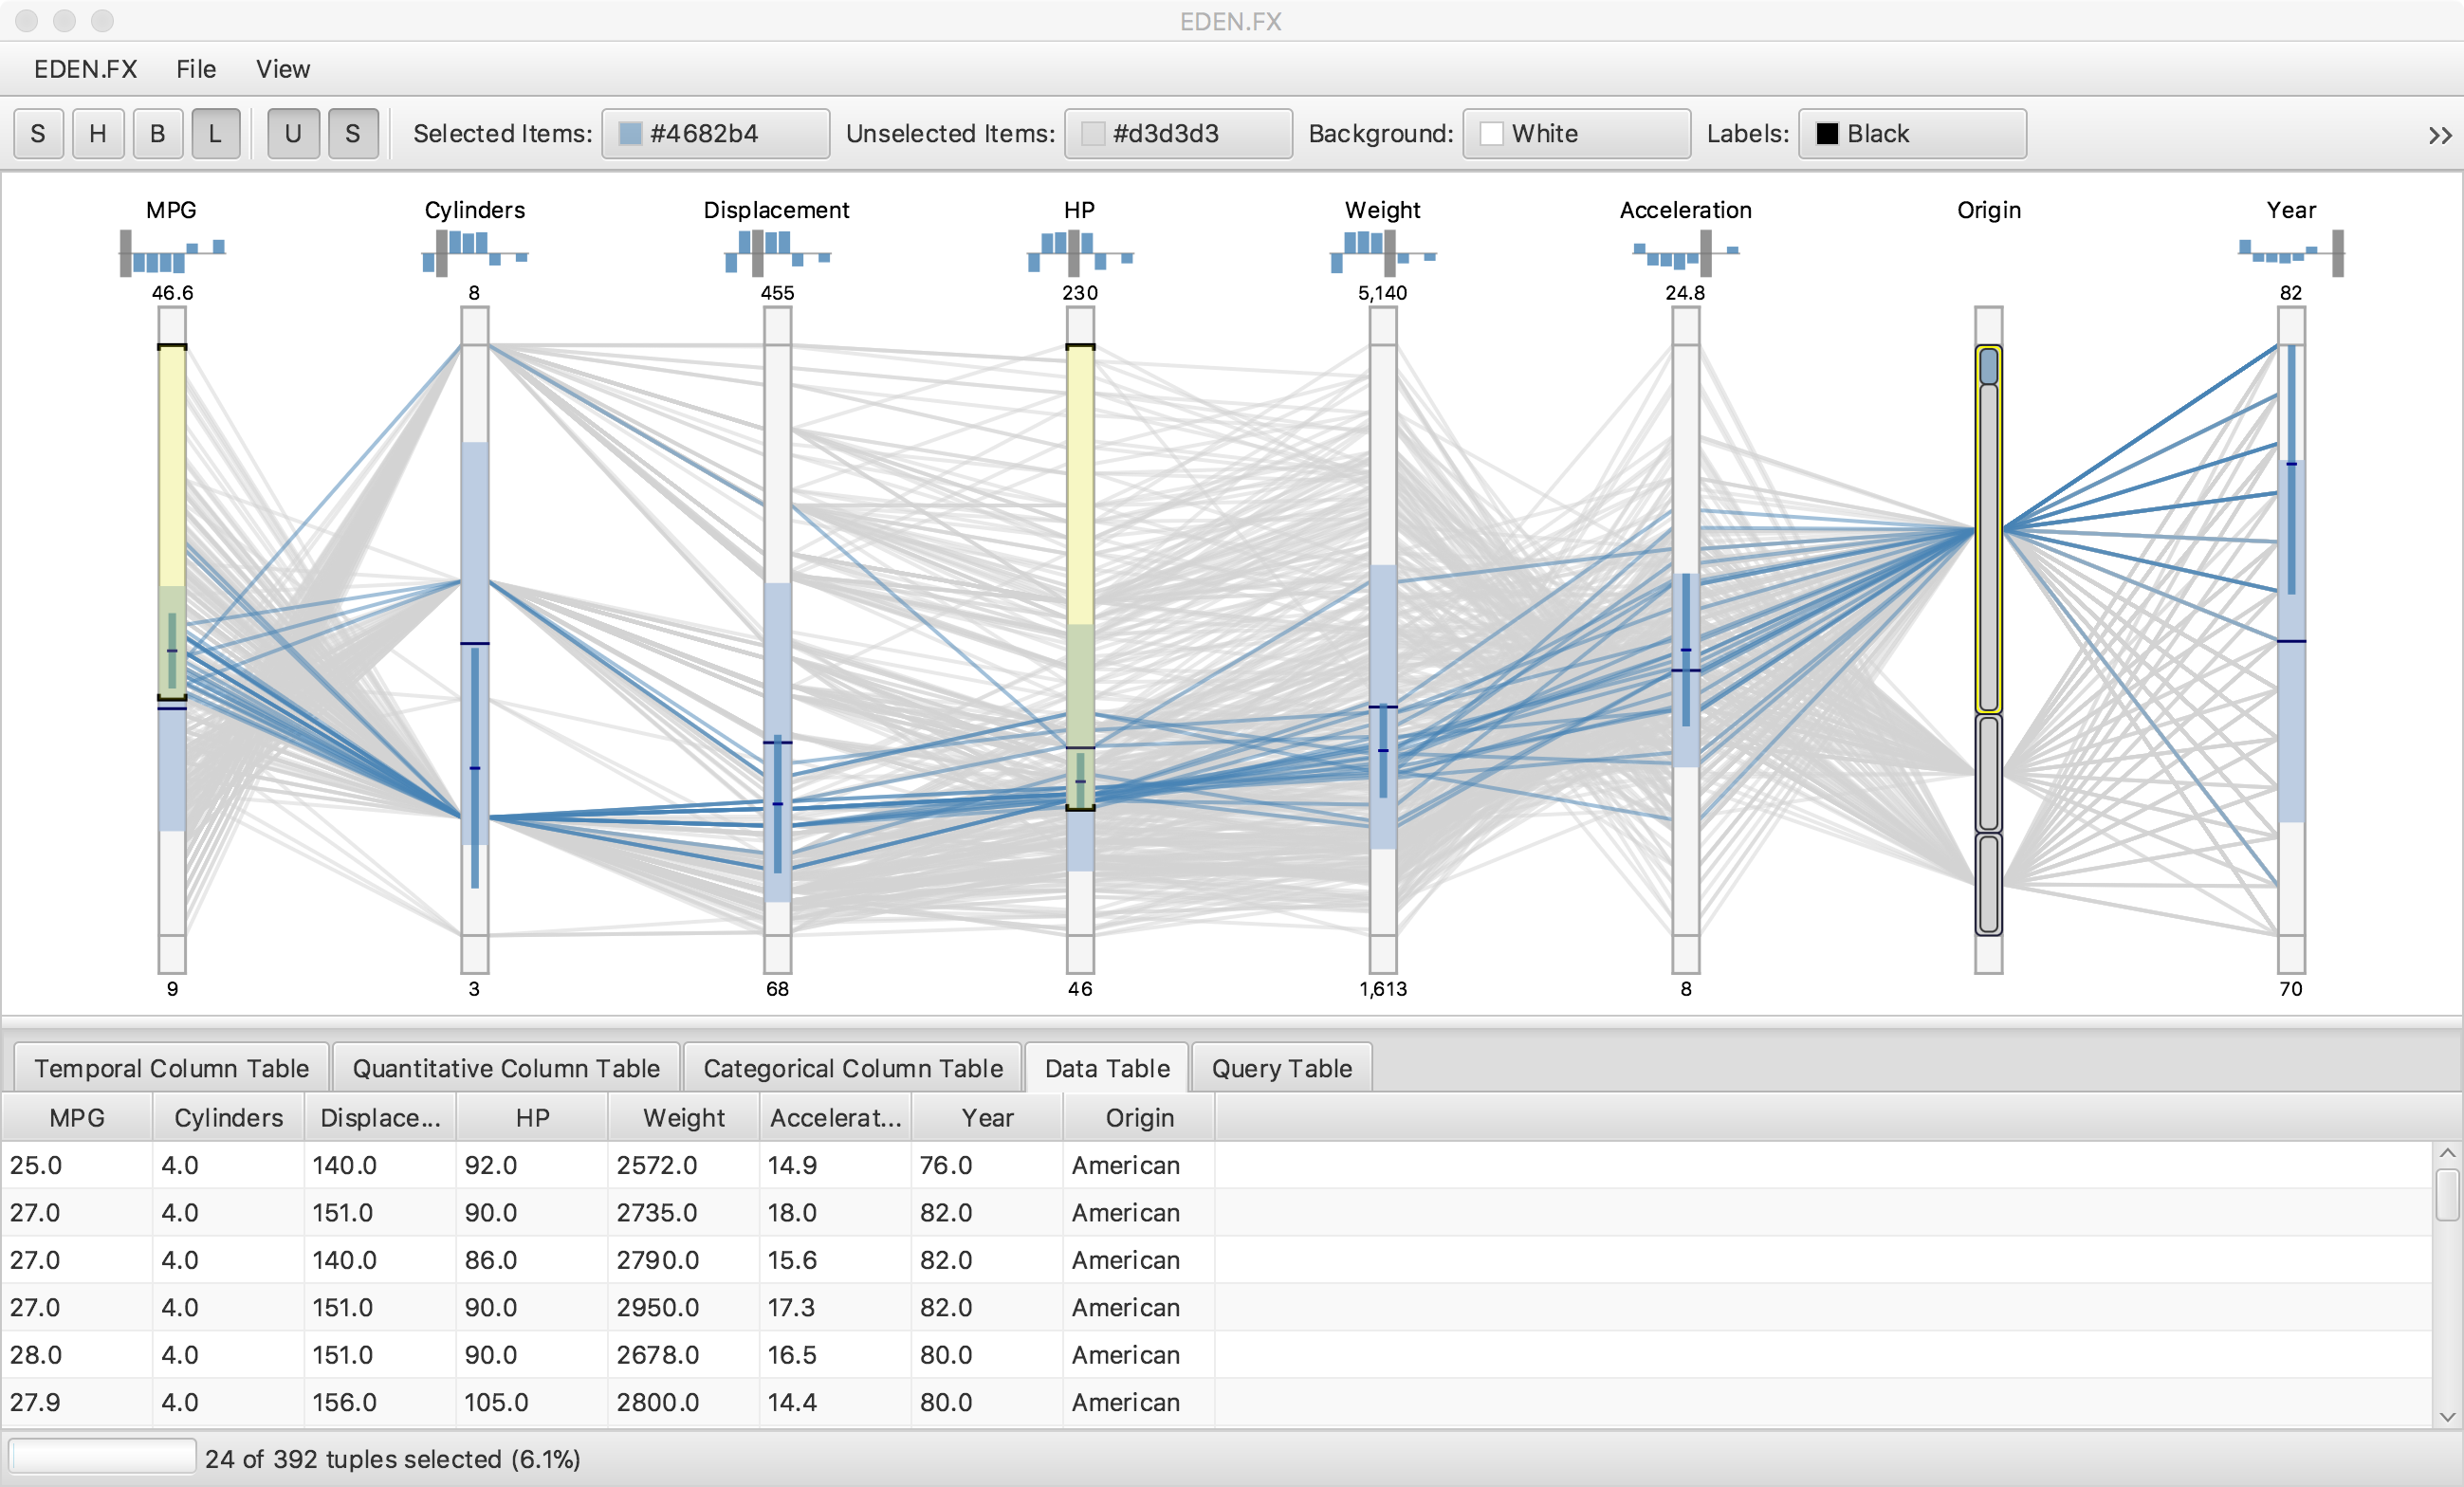 EDEN.FX
EDEN.FX File View
S H B L U S Selected Items: #4682b4 Unselected Items: #d3d3d3 Background: White Labels: Black >>
MPG Cylinders Displacement HP Weight Acceleration Origin Year
46.6 8 455 230 5,140 24.8 82
9 3 68 46 1,613 8 70
Temporal Column Table Quantitative Column Table Categorical Column Table Data Table Query Table
MPG Cylinders Displace... HP Weight Accelerat... Year Origin
25.0 4.0 140.0 92.0 2572.0 14.9 76.0 American
27.0 4.0 151.0 90.0 2735.0 18.0 82.0 American
27.0 4.0 140.0 86.0 2790.0 15.6 82.0 American
27.0 4.0 151.0 90.0 2950.0 17.3 82.0 American
28.0 4.0 151.0 90.0 2678.0 16.5 80.0 American
27.9 4.0 156.0 105.0 2800.0 14.4 80.0 American
24 of 392 tuples selected (6.1%)